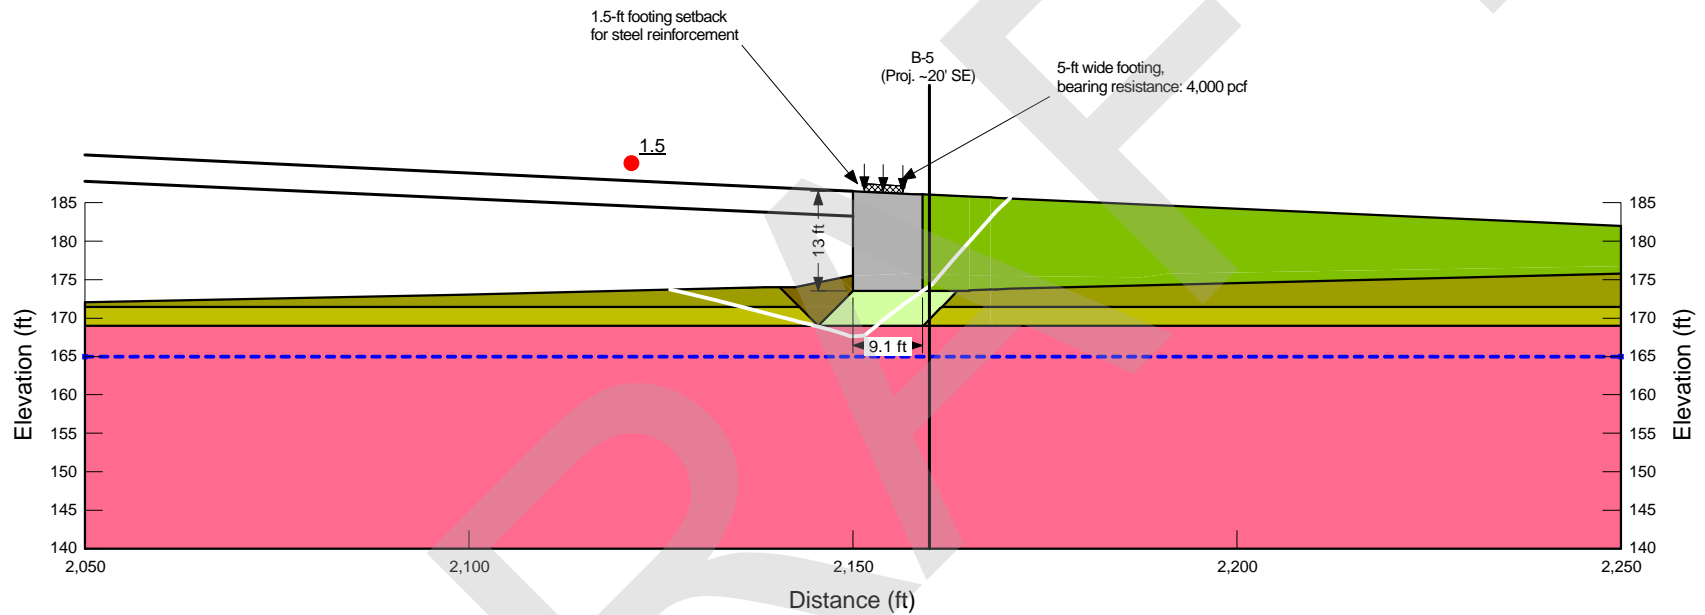 1.5-ft footing setback
for steel reinforcement
B-5
(Proj. ~20' SE)
5-ft wide footing,
bearing resistance: 4,000 pcf
1.5
13 ft
9.1 ft
185
180
175
170
165
160
155
150
145
140
Elevation (ft)
185
180
175
170
165
160
155
150
145
140
Elevation (ft)
2,050
2,100
2,150
2,200
2,250
Distance (ft)
DRAFT